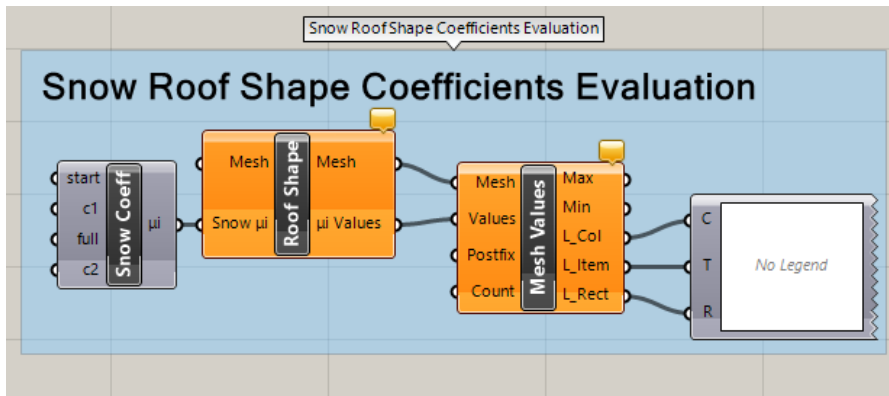 Snow Roof Shape Coefficients Evaluation
Snow Roof Shape Coefficients Evaluation
start
c1
full
c2
Snow Coeff
μi
Mesh
Snow μi
Roof Shape
Mesh
μi Values
Mesh
Values
Postfix
Count
Mesh Values
Max
Min
L_Col
L_Item
L_Rect
C
T
R
No Legend